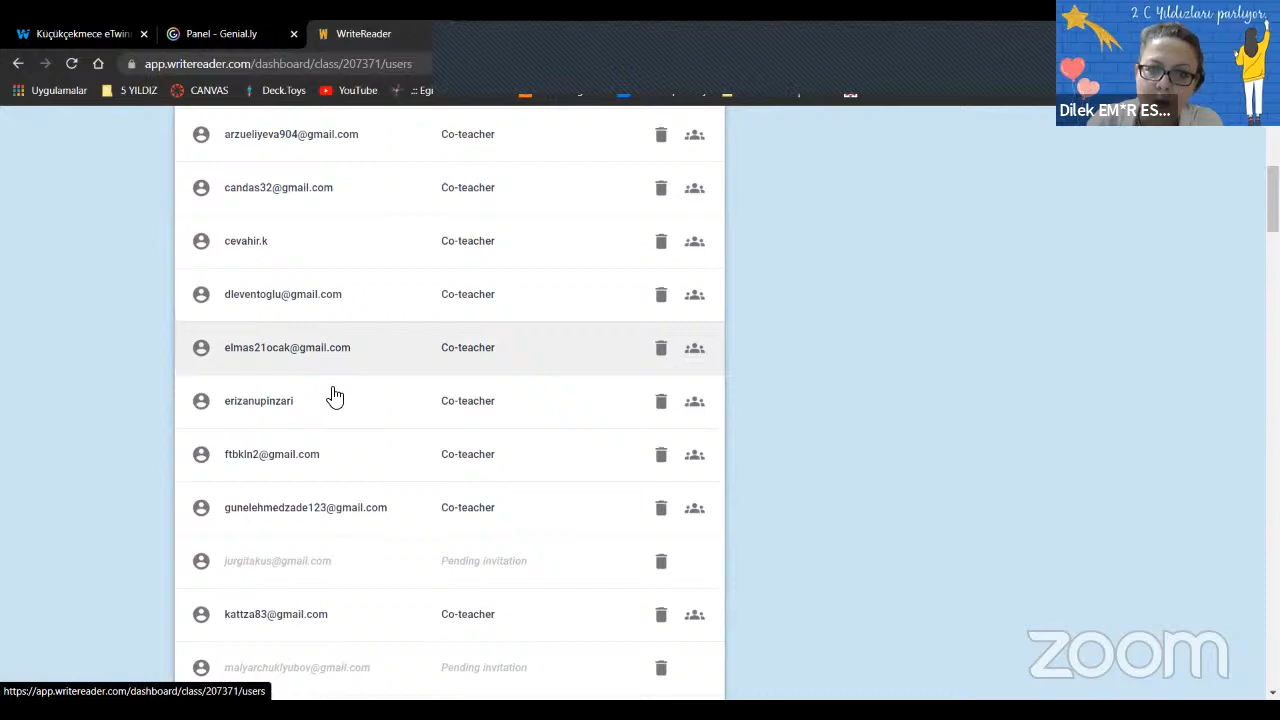 2 C Yıldızları parlıyor.
Küçükçekmece eTwin
Panel - Genial.ly
WriteReader
app.writereader.com/dashboard/class/207371/users
Uygulamalar
5 YILDIZ
CANVAS
Deck.Toys
YouTube
Dilek EM*R ES...
arzueliyeva904@gmail.com Co-teacher
candas32@gmail.com Co-teacher
cevahir.k Co-teacher
dleventoglu@gmail.com Co-teacher
elmas21ocak@gmail.com Co-teacher
erizanupinzari Co-teacher
ftbkln2@gmail.com Co-teacher
gunelehmedzade123@gmail.com Co-teacher
jurgitakus@gmail.com Pending invitation
kattza83@gmail.com Co-teacher
malyarchuklyubov@gmail.com Pending invitation
zoom
https://app.writereader.com/dashboard/class/207371/users